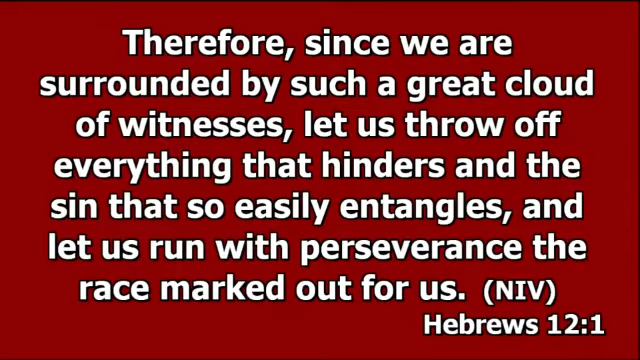 Therefore, since we are
surrounded by such a great cloud
of witnesses, let us throw off
everything that hinders and the
sin that so easily entangles, and
let us run with perseverance the
race marked out for us. (NIV)
Hebrews 12:1